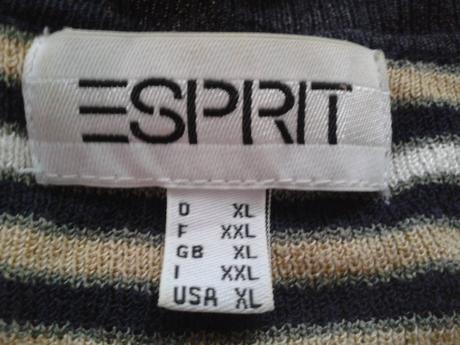 ESPRIT
D XL
F XXL
GB XL
I XXL
USA XL